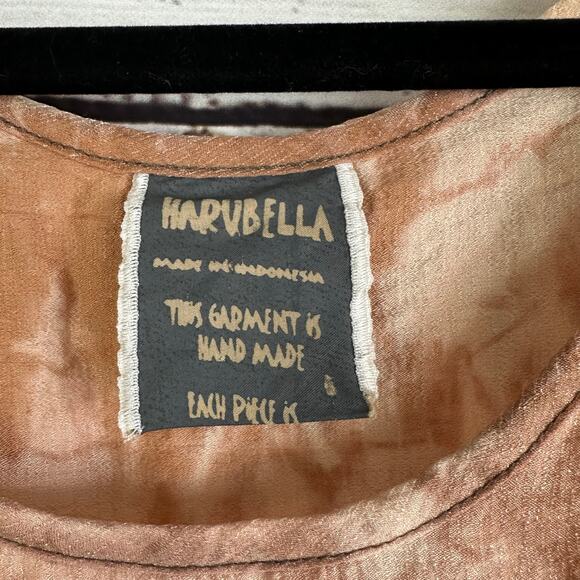 HARUBELLA
MADE IN INDONESIA
THIS GARMENT IS
HAND MADE
EACH PIECE IS